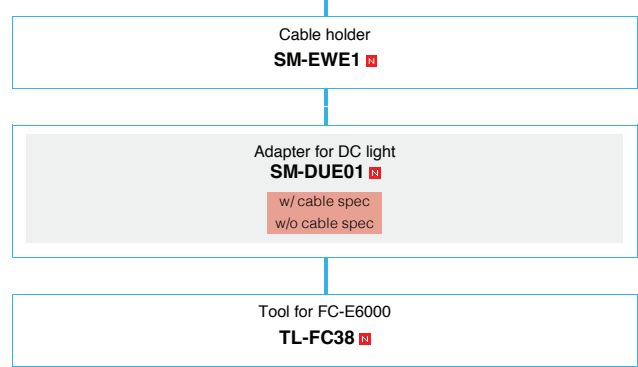 Cable holder
SM-EWE1 N
Adapter for DC light
SM-DUE01 N
w/ cable spec
w/o cable spec
Tool for FC-E6000
TL-FC38 N